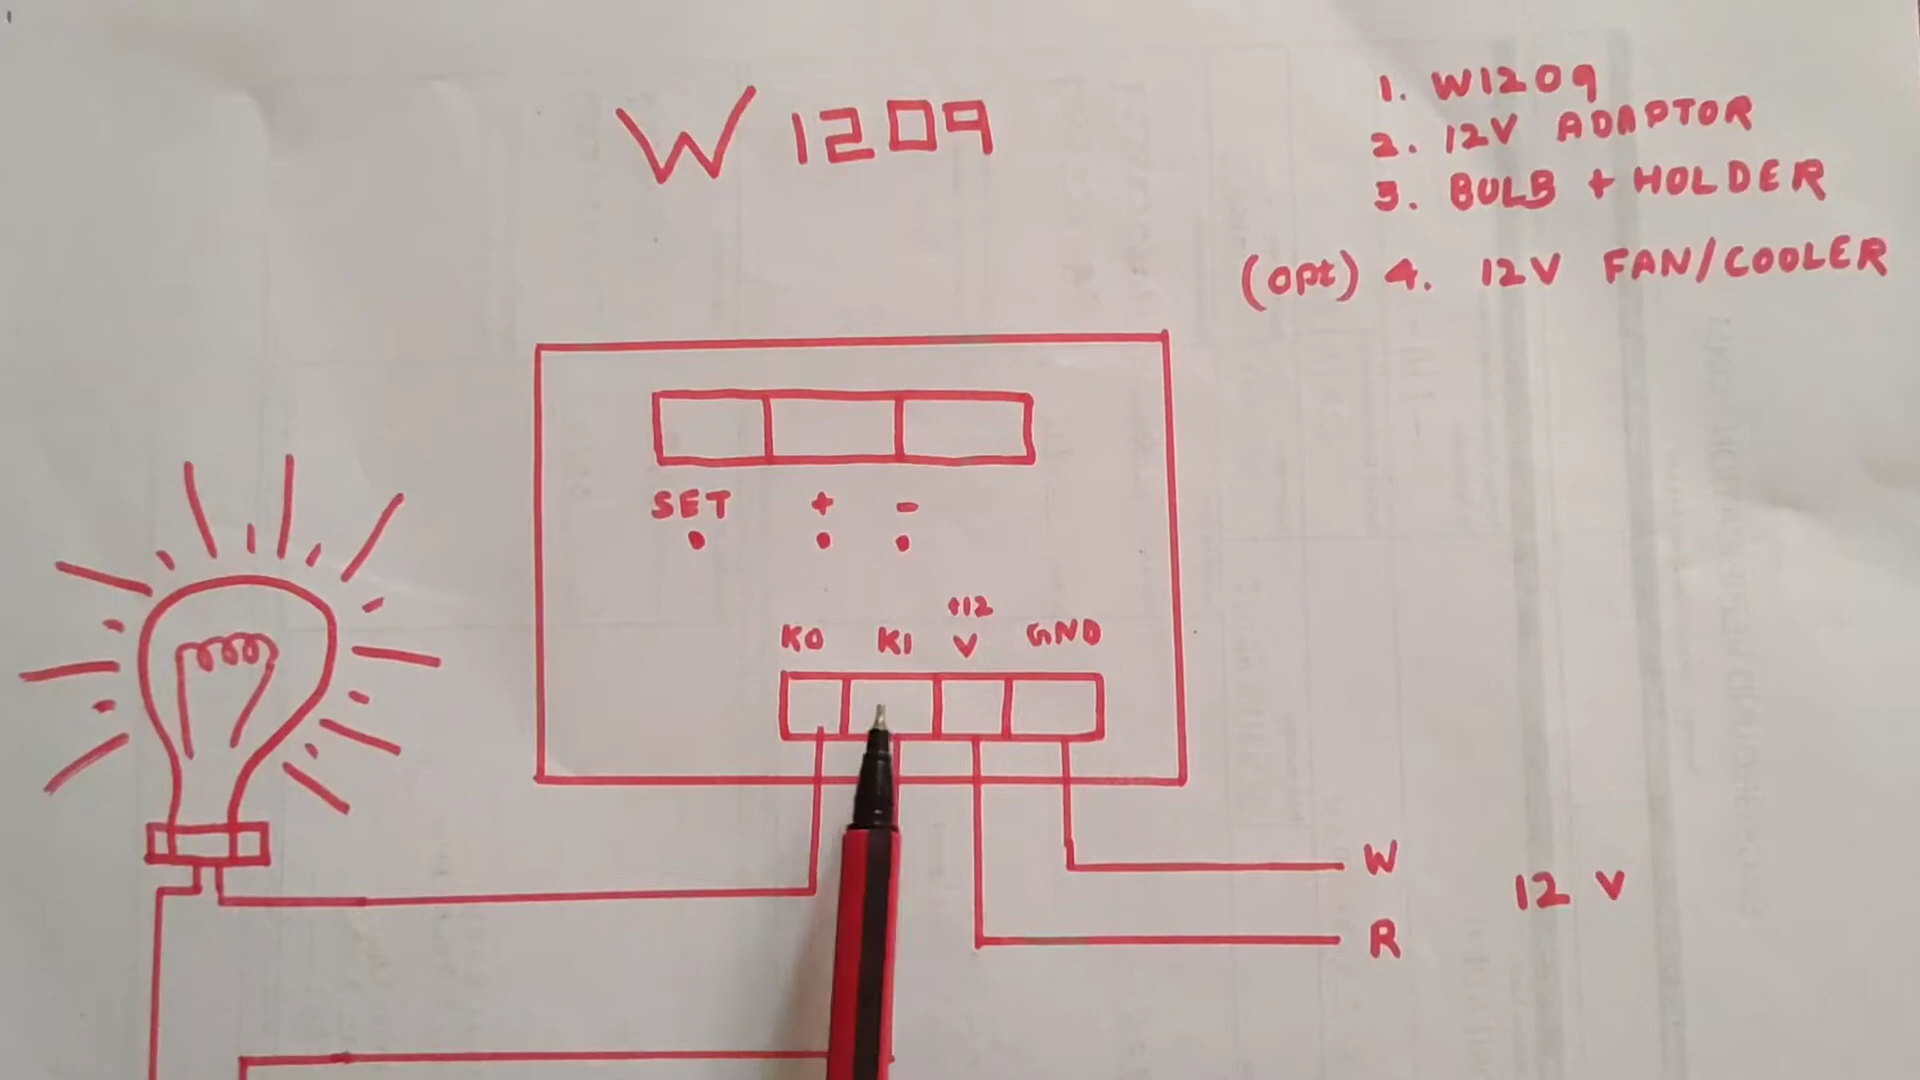 W 1209
1. W1209
2. 12V ADAPTOR
3. BULB + HOLDER
(opt) 4. 12V FAN/COOLER
SET + -
+12
K0 K1 V GND
W
12 V
R